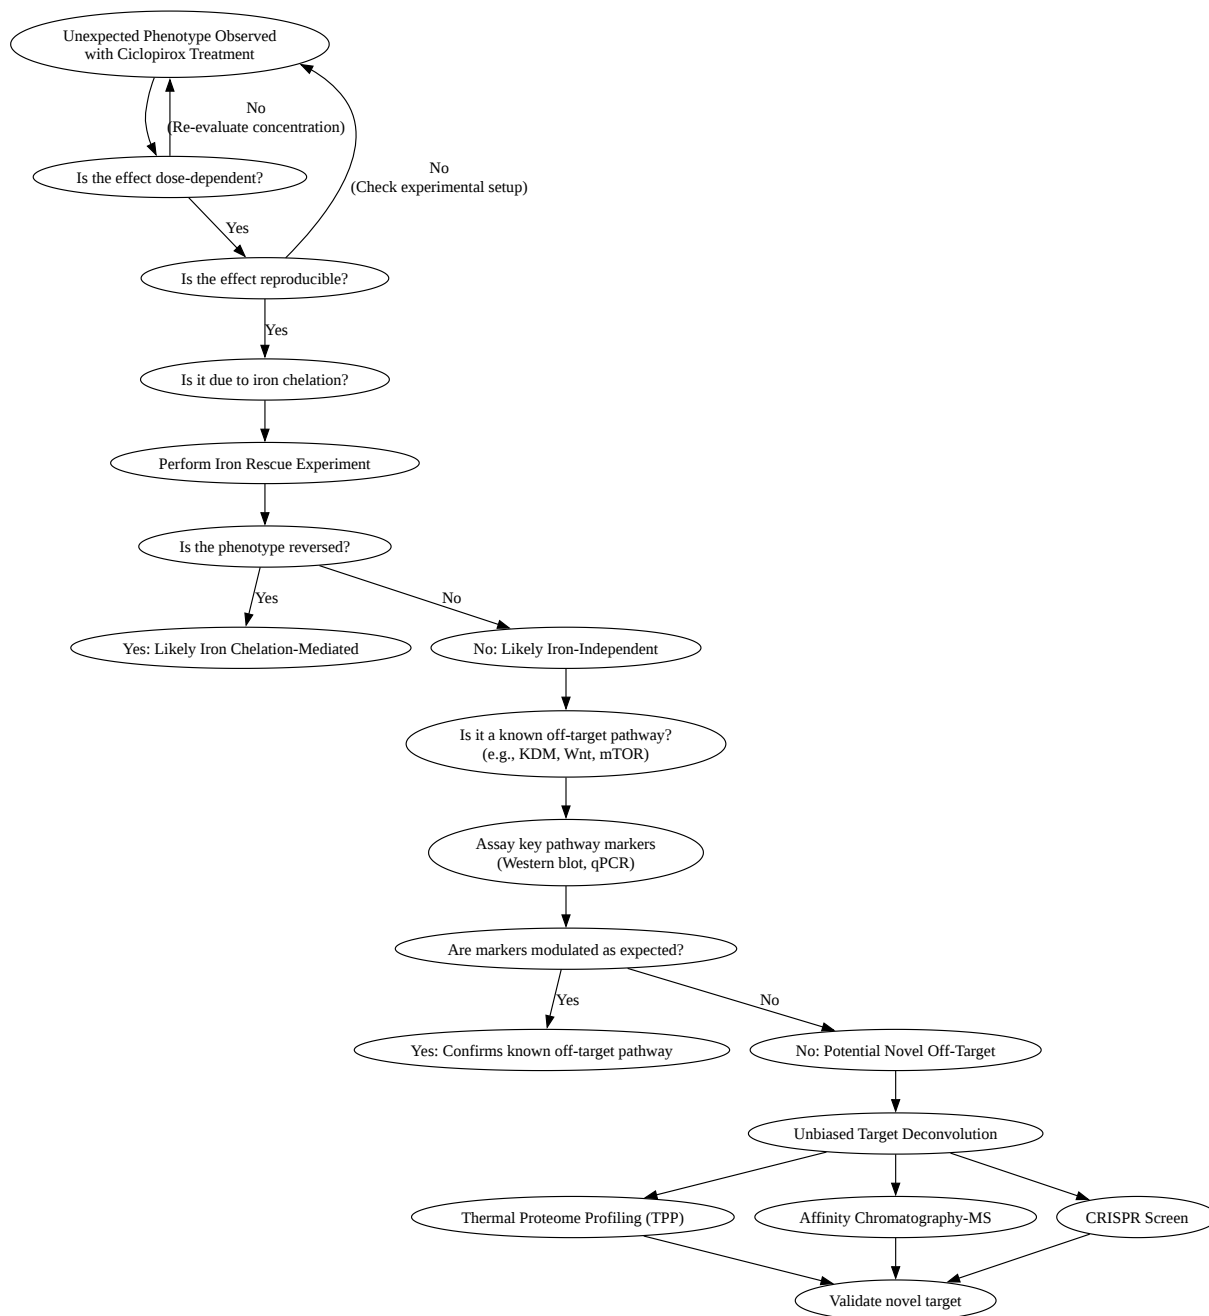 Unexpected Phenotype Observed
with Ciclopirox Treatment
No
(Re-evaluate concentration)
No
(Check experimental setup)
Is the effect dose-dependent?
Yes
Is the effect reproducible?
Yes
Is it due to iron chelation?
Perform Iron Rescue Experiment
Is the phenotype reversed?
Yes
No
Yes: Likely Iron Chelation-Mediated
No: Likely Iron-Independent
Is it a known off-target pathway?
(e.g., KDM, Wnt, mTOR)
Assay key pathway markers
(Western blot, qPCR)
Are markers modulated as expected?
Yes
No
Yes: Confirms known off-target pathway
No: Potential Novel Off-Target
Unbiased Target Deconvolution
Thermal Proteome Profiling (TPP)
Affinity Chromatography-MS
CRISPR Screen
Validate novel target